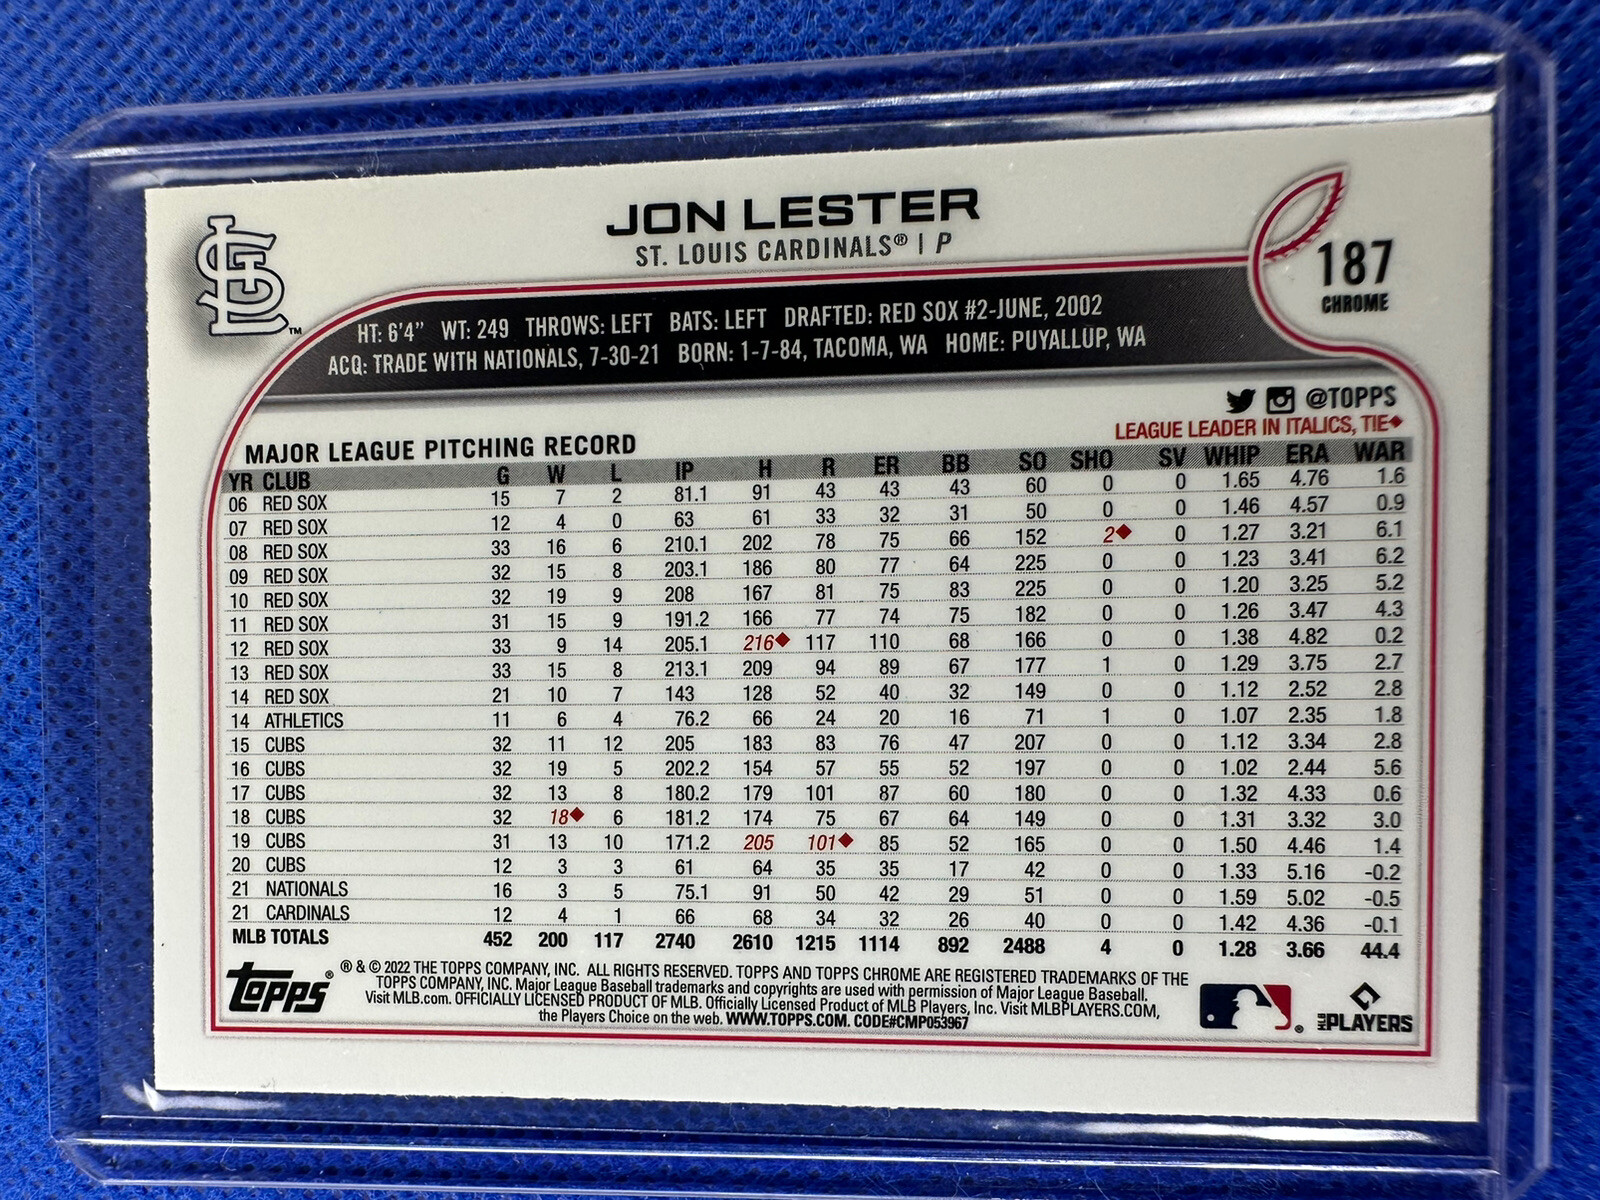 JON LESTER
ST. LOUIS CARDINALS® | P
187
CHROME
STL
™
HT: 6'4" WT: 249 THROWS: LEFT BATS: LEFT DRAFTED: RED SOX #2-JUNE, 2002
ACQ: TRADE WITH NATIONALS, 7-30-21 BORN: 1-7-84, TACOMA, WA HOME: PUYALLUP, WA
@TOPPS
LEAGUE LEADER IN ITALICS, TIE◆
MAJOR LEAGUE PITCHING RECORD
YR CLUB G W L IP H R ER BB SO SHO SV WHIP ERA WAR
06 RED SOX 15 7 2 81.1 91 43 43 43 60 0 0 1.65 4.76 1.6
07 RED SOX 12 4 0 63 61 33 32 31 50 0 0 1.46 4.57 0.9
08 RED SOX 33 16 6 210.1 202 78 75 66 152 2◆ 0 1.27 3.21 6.1
09 RED SOX 32 15 8 203.1 186 80 77 64 225 0 0 1.23 3.41 6.2
10 RED SOX 32 19 9 208 167 81 75 83 225 0 0 1.20 3.25 5.2
11 RED SOX 31 15 9 191.2 166 77 74 75 182 0 0 1.26 3.47 4.3
12 RED SOX 33 9 14 205.1 216◆ 117 110 68 166 0 0 1.38 4.82 0.2
13 RED SOX 33 15 8 213.1 209 94 89 67 177 1 0 1.29 3.75 2.7
14 RED SOX 21 10 7 143 128 52 40 32 149 0 0 1.12 2.52 2.8
14 ATHLETICS 11 6 4 76.2 66 24 20 16 71 1 0 1.07 2.35 1.8
15 CUBS 32 11 12 205 183 83 76 47 207 0 0 1.12 3.34 2.8
16 CUBS 32 19 5 202.2 154 57 55 52 197 0 0 1.02 2.44 5.6
17 CUBS 32 13 8 180.2 179 101 87 60 180 0 0 1.32 4.33 0.6
18 CUBS 32 18◆ 6 181.2 174 75 67 64 149 0 0 1.31 3.32 3.0
19 CUBS 31 13 10 171.2 205 101◆ 85 52 165 0 0 1.50 4.46 1.4
20 CUBS 12 3 3 61 64 35 35 17 42 0 0 1.33 5.16 -0.2
21 NATIONALS 16 3 5 75.1 91 50 42 29 51 0 0 1.59 5.02 -0.5
21 CARDINALS 12 4 1 66 68 34 32 26 40 0 0 1.42 4.36 -0.1
MLB TOTALS 452 200 117 2740 2610 1215 1114 892 2488 4 0 1.28 3.66 44.4
topps®
® & © 2022 THE TOPPS COMPANY, INC. ALL RIGHTS RESERVED. TOPPS AND TOPPS CHROME ARE REGISTERED TRADEMARKS OF THE
TOPPS COMPANY, INC. Major League Baseball trademarks and copyrights are used with permission of Major League Baseball.
Visit MLB.com. OFFICIALLY LICENSED PRODUCT OF MLB. Officially Licensed Product of MLB Players, Inc. Visit MLBPLAYERS.COM,
the Players Choice on the web. WWW.TOPPS.COM. CODE#CMP053967
®
MLB PLAYERS